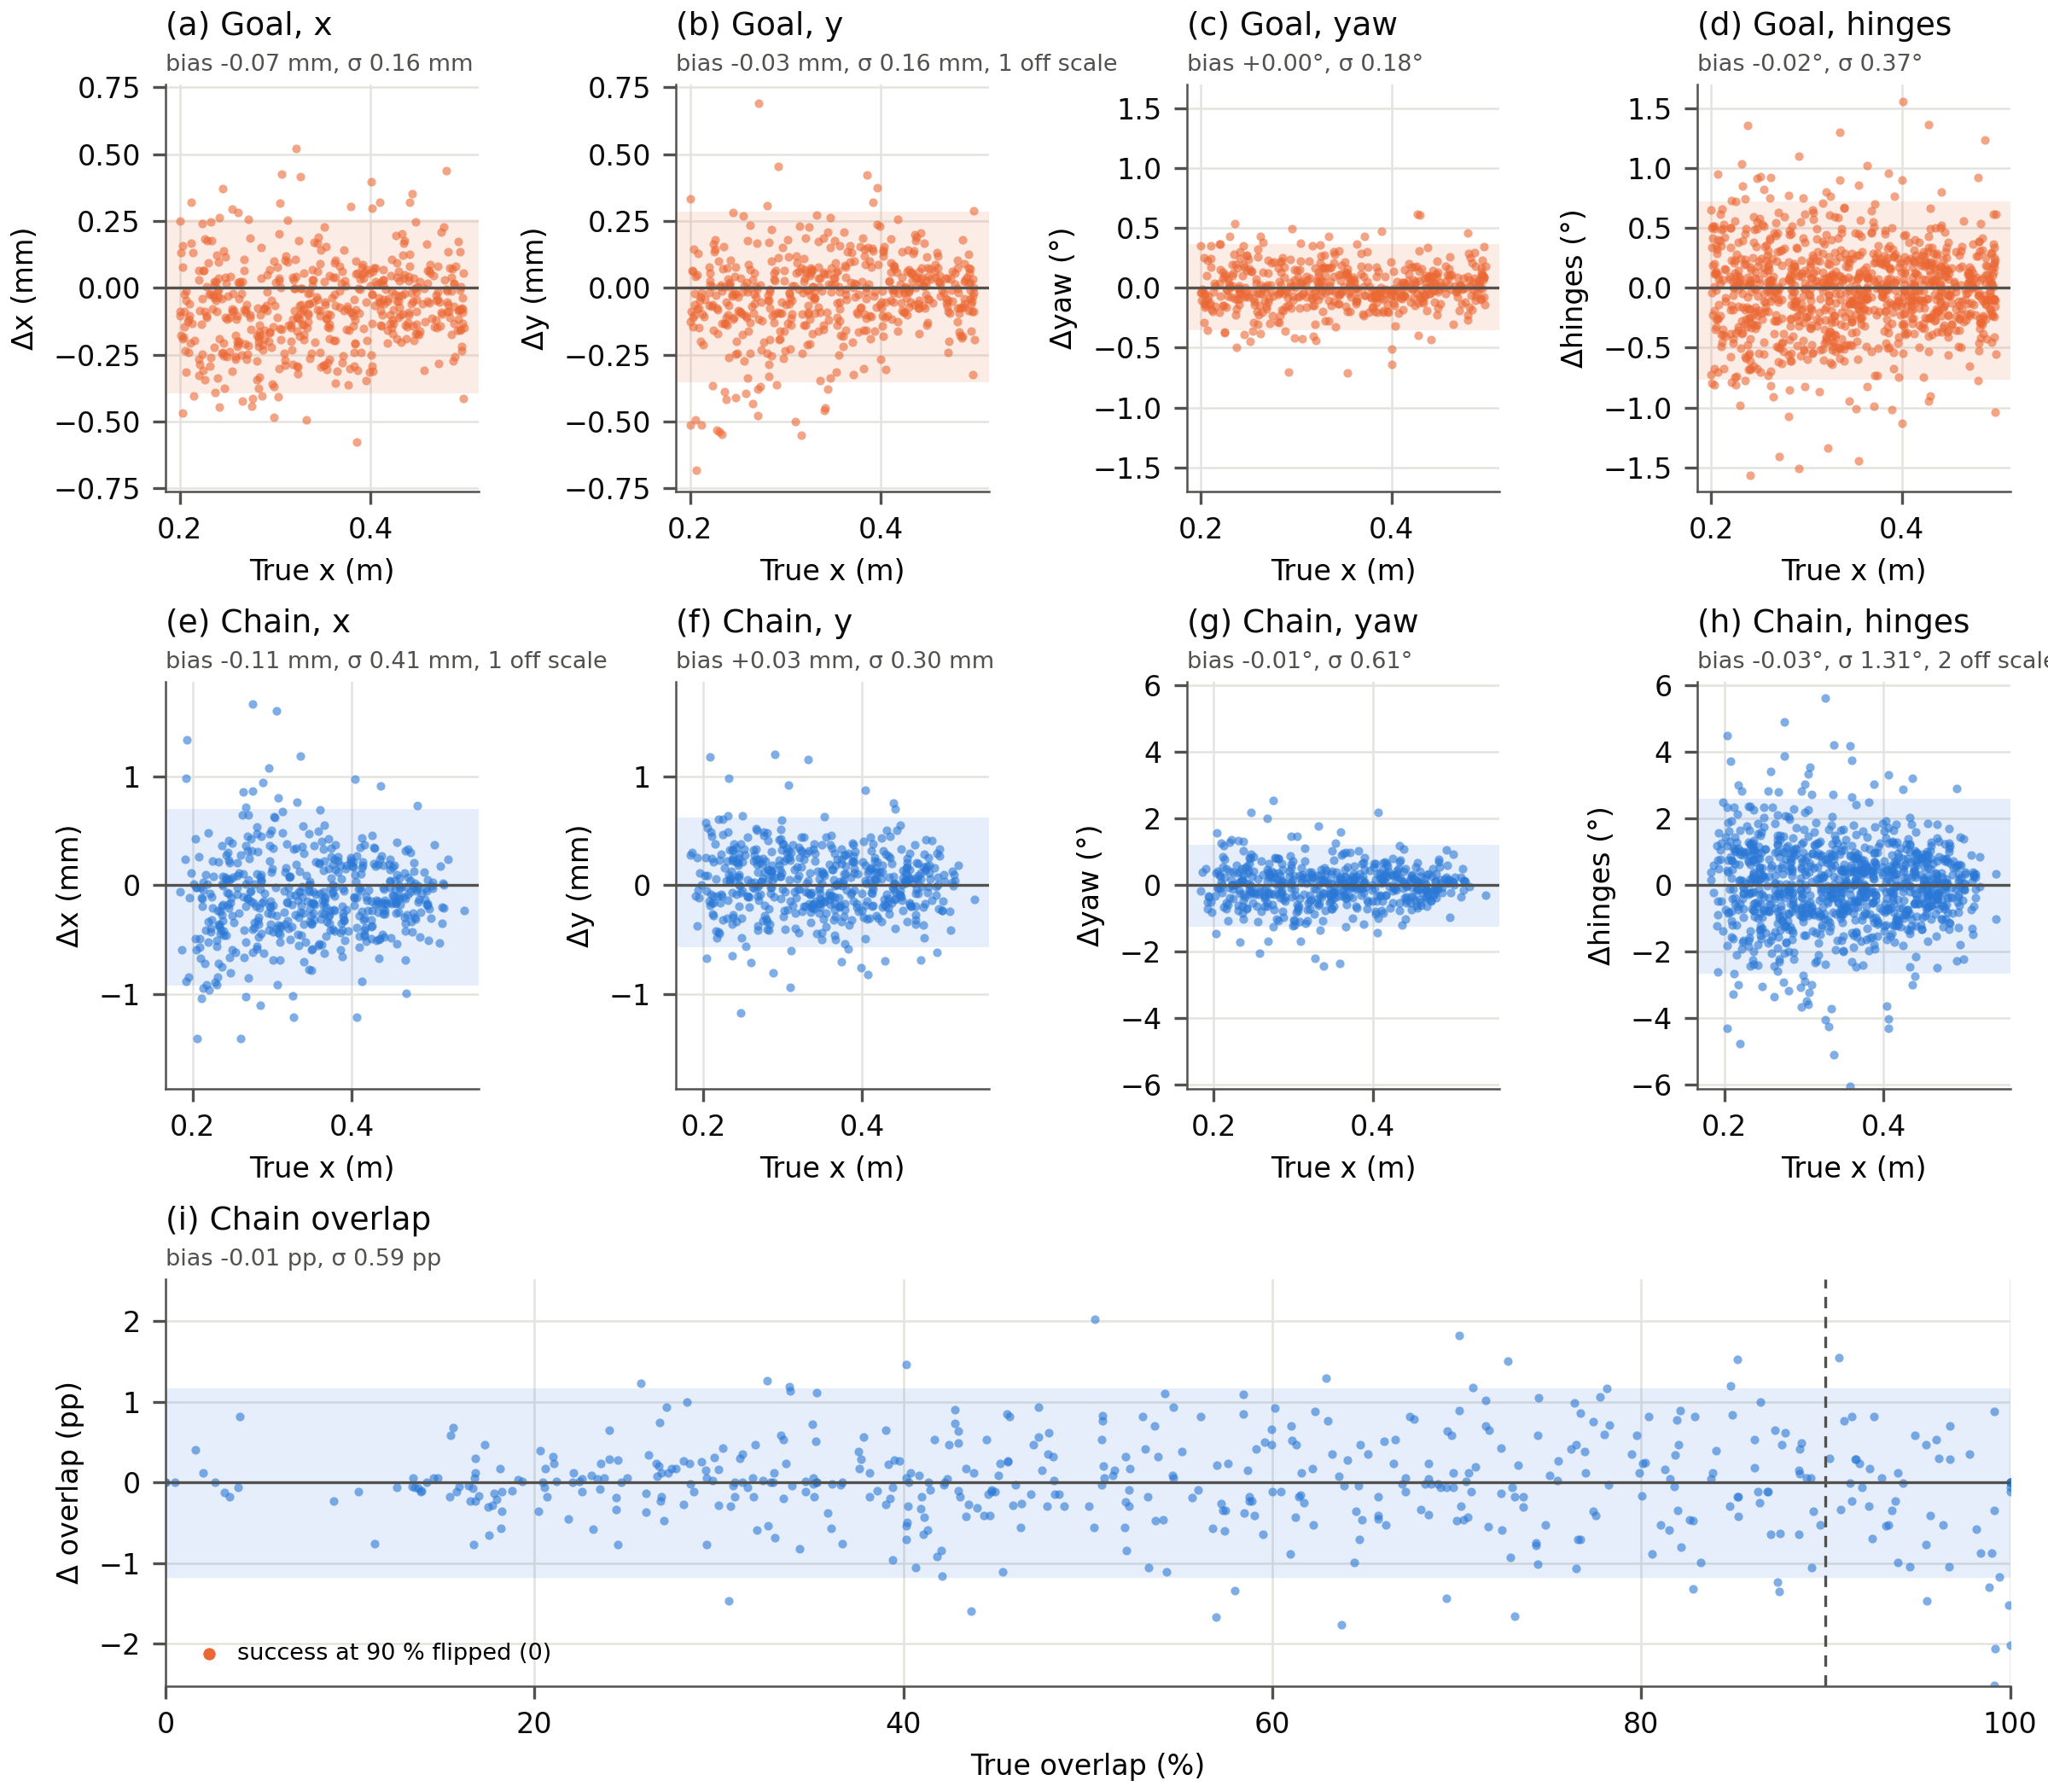 (a) Goal, x
bias -0.07 mm, σ 0.16 mm
0.75
0.50
0.25
0.00
−0.25
−0.50
−0.75
Δx (mm)
0.2 0.4
True x (m)
(b) Goal, y
bias -0.03 mm, σ 0.16 mm, 1 off scale
0.75
0.50
0.25
0.00
−0.25
−0.50
−0.75
Δy (mm)
0.2 0.4
True x (m)
(c) Goal, yaw
bias +0.00°, σ 0.18°
1.5
1.0
0.5
0.0
−0.5
−1.0
−1.5
Δyaw (°)
0.2 0.4
True x (m)
(d) Goal, hinges
bias -0.02°, σ 0.37°
1.5
1.0
0.5
0.0
−0.5
−1.0
−1.5
Δhinges (°)
0.2 0.4
True x (m)
(e) Chain, x
bias -0.11 mm, σ 0.41 mm, 1 off scale
1
0
−1
Δx (mm)
0.2 0.4
True x (m)
(f) Chain, y
bias +0.03 mm, σ 0.30 mm
1
0
−1
Δy (mm)
0.2 0.4
True x (m)
(g) Chain, yaw
bias -0.01°, σ 0.61°
6
4
2
0
−2
−4
−6
Δyaw (°)
0.2 0.4
True x (m)
(h) Chain, hinges
bias -0.03°, σ 1.31°, 2 off scale
6
4
2
0
−2
−4
−6
Δhinges (°)
0.2 0.4
True x (m)
(i) Chain overlap
bias -0.01 pp, σ 0.59 pp
2
1
0
−1
−2
Δ overlap (pp)
success at 90 % flipped (0)
0 20 40 60 80 100
True overlap (%)